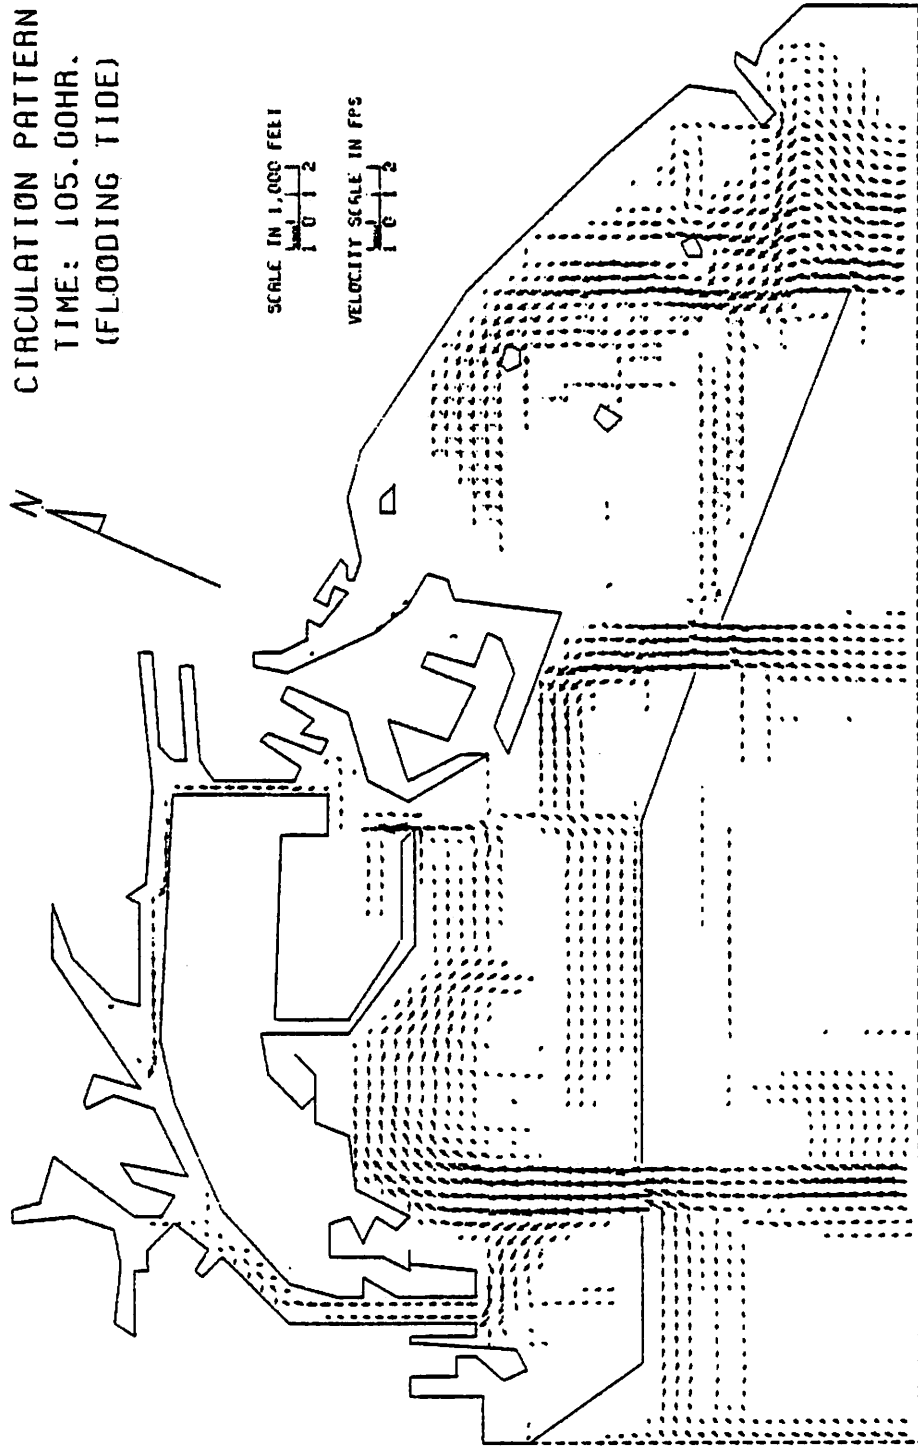 CIRCULATION PATTERN
TIME: 105.00HR.
(FLOODING TIDE)
SCALE IN 1,000 FEET
1 0 1 2
VELOCITY SCALE IN FPS
1 0 1 2
N